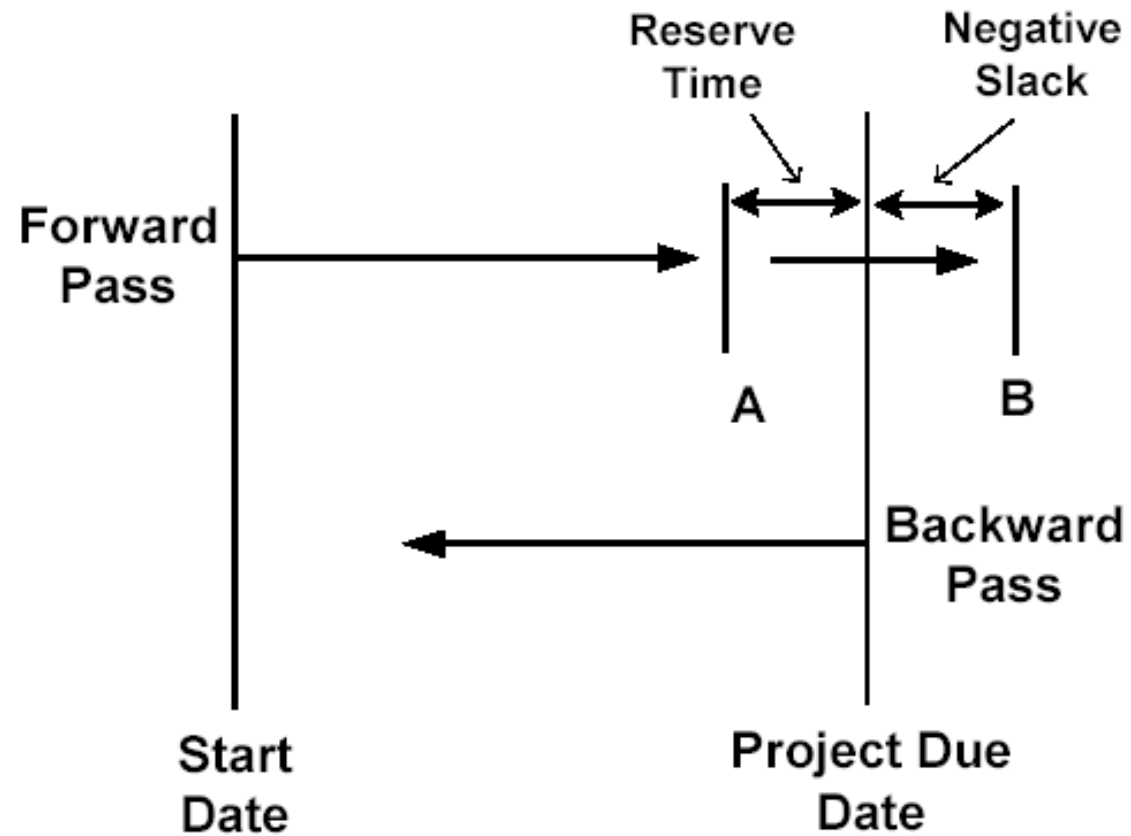 Reserve
Time
Negative
Slack
Forward
Pass
A
B
Backward
Pass
Start
Date
Project Due
Date